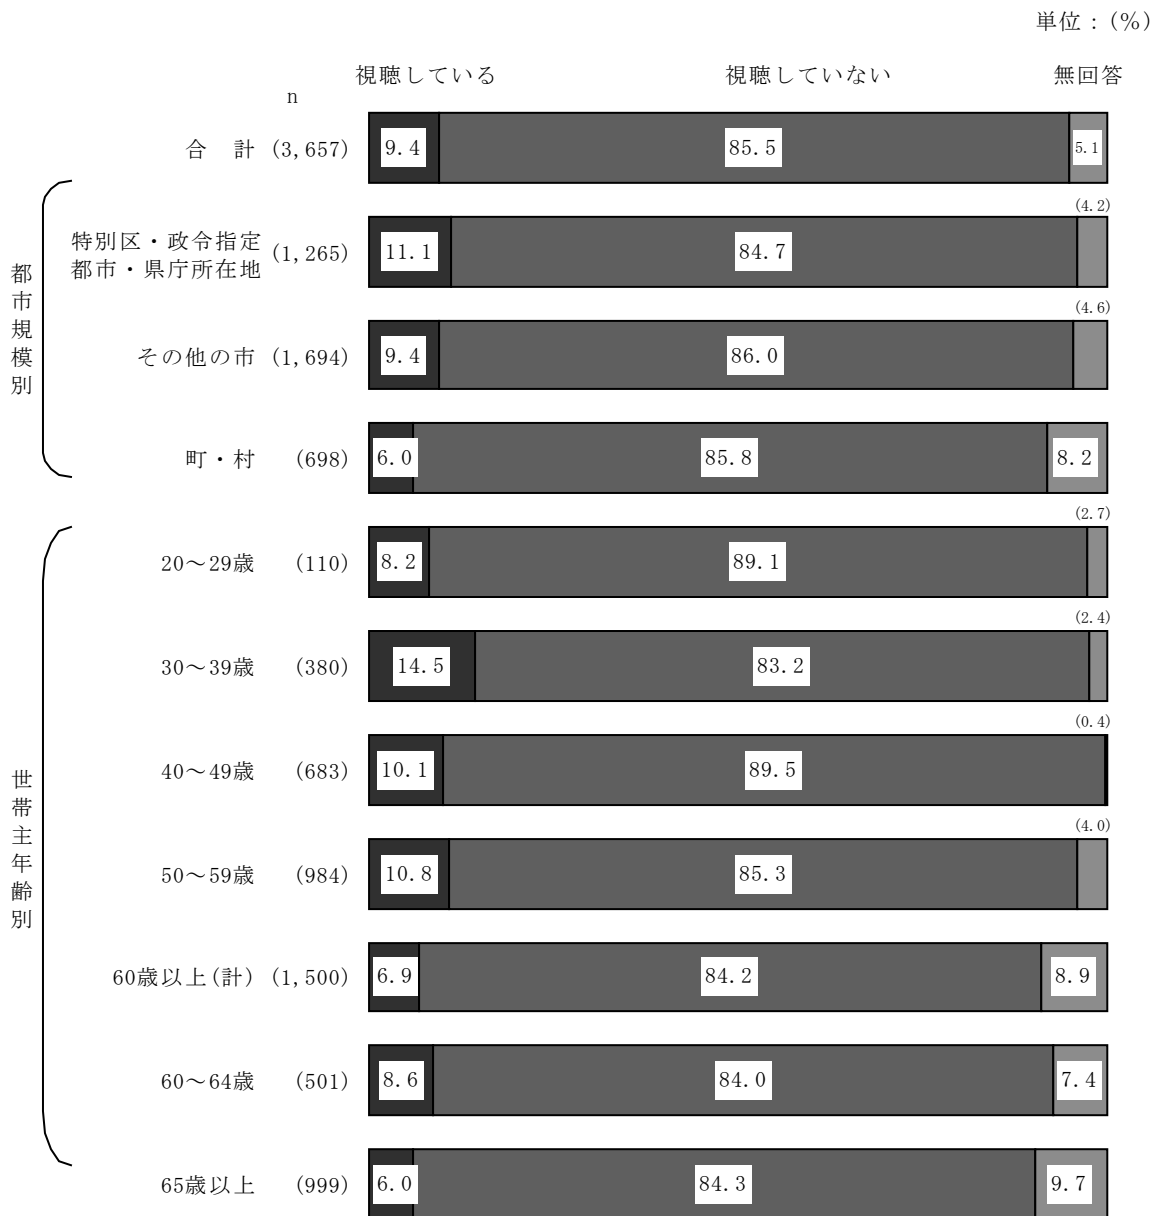 単位：(％)
視聴している 視聴していない 無回答
n
合　計 (3,657) 9.4 85.5 5.1
都市規模別
(4.2)
特別区・政令指定
都市・県庁所在地
(1,265) 11.1 84.7
(4.6)
その他の市 (1,694) 9.4 86.0
町・村 (698) 6.0 85.8 8.2
世帯主年齢別
(2.7)
20～29歳 (110) 8.2 89.1
(2.4)
30～39歳 (380) 14.5 83.2
(0.4)
40～49歳 (683) 10.1 89.5
(4.0)
50～59歳 (984) 10.8 85.3
60歳以上(計) (1,500) 6.9 84.2 8.9
60～64歳 (501) 8.6 84.0 7.4
65歳以上 (999) 6.0 84.3 9.7